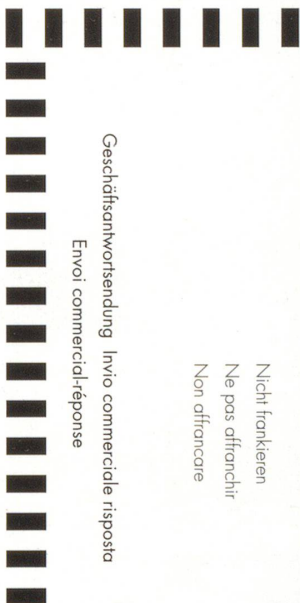 Nicht frankieren
Ne pas affranchir
Non affrancare
Geschäftsantwortsendung Invio commerciale risposta
Envoi commercial-réponse